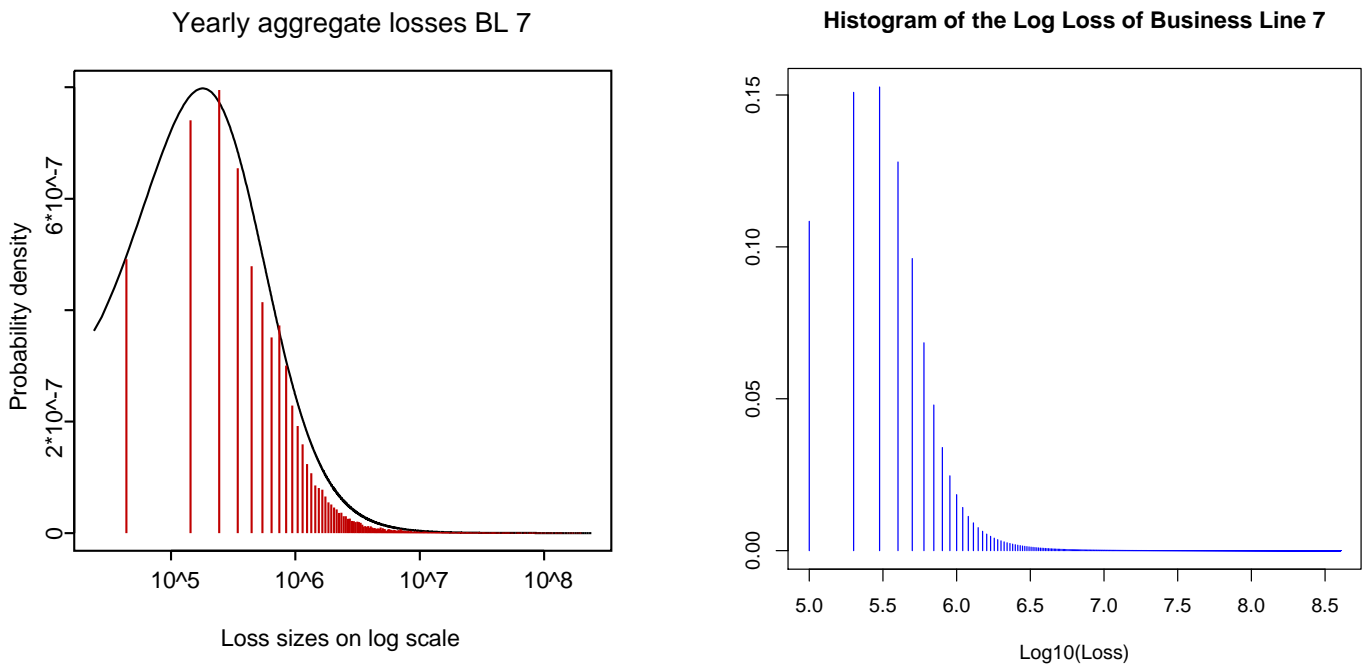 Yearly aggregate losses BL 7
Probability density
6*10^-7
2*10^-7
0
10^5 10^6 10^7 10^8
Loss sizes on log scale
Histogram of the Log Loss of Business Line 7
0.15
0.10
0.05
0.00
5.0 5.5 6.0 6.5 7.0 7.5 8.0 8.5
Log10(Loss)